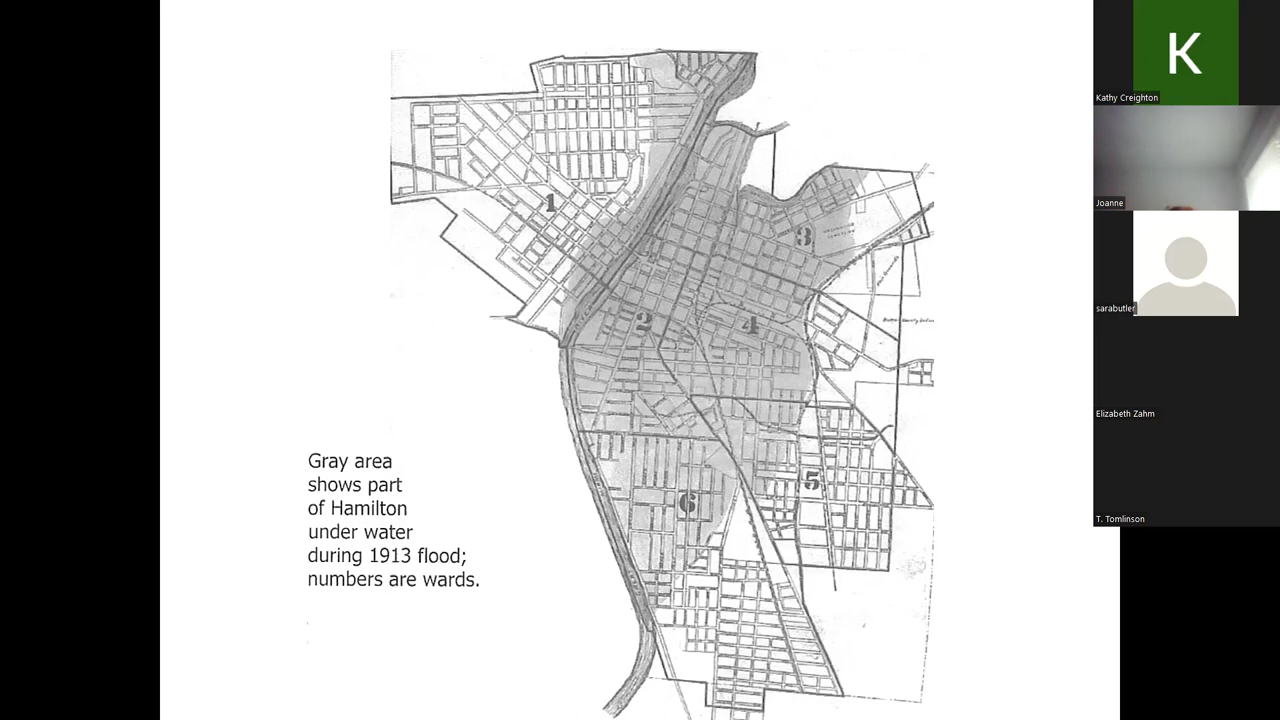 Gray area
shows part
of Hamilton
under water
during 1913 flood;
numbers are wards.
1
2
3
4
5
6
K
Kathy Creighton
Joanne
sarabutler
Elizabeth Zahm
T. Tomlinson